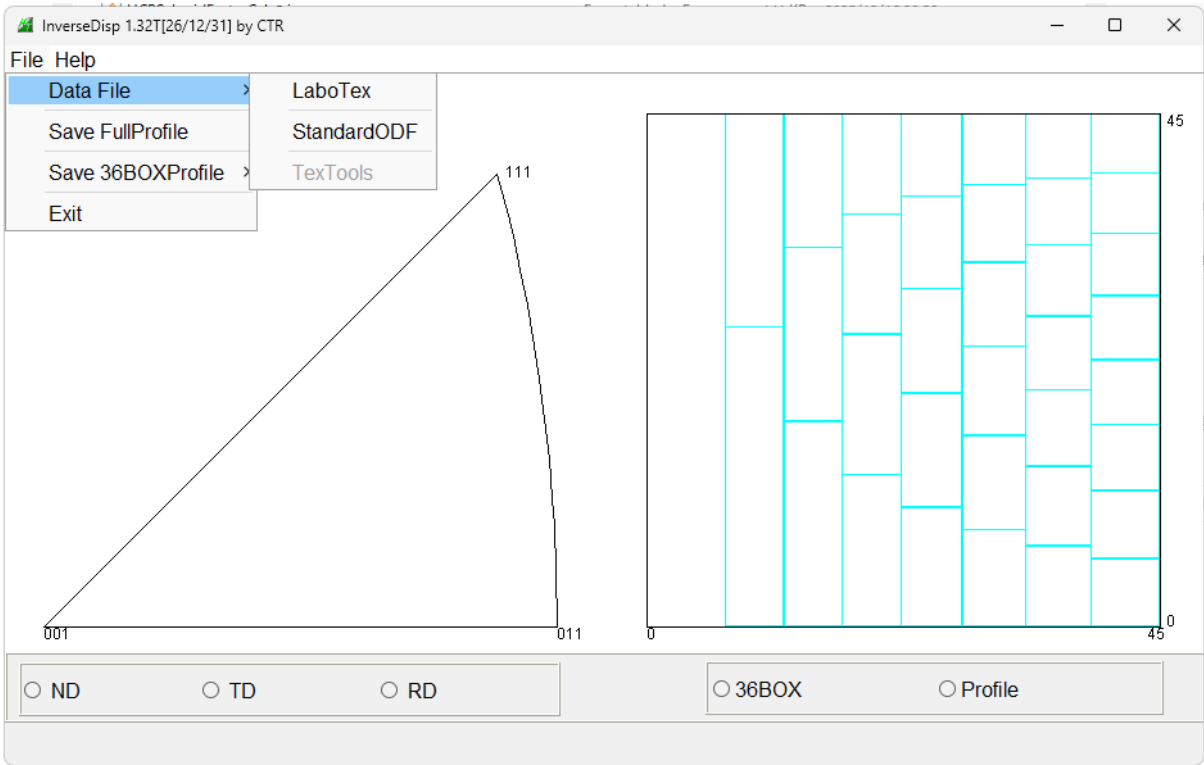 InverseDisp 1.32T[26/12/31] by CTR
File Help
Data File
LaboTex
Save FullProfile
StandardODF
Save 36BOXProfile
TexTools
Exit
111
001
011
45
0
0
45
ND
TD
RD
36BOX
Profile